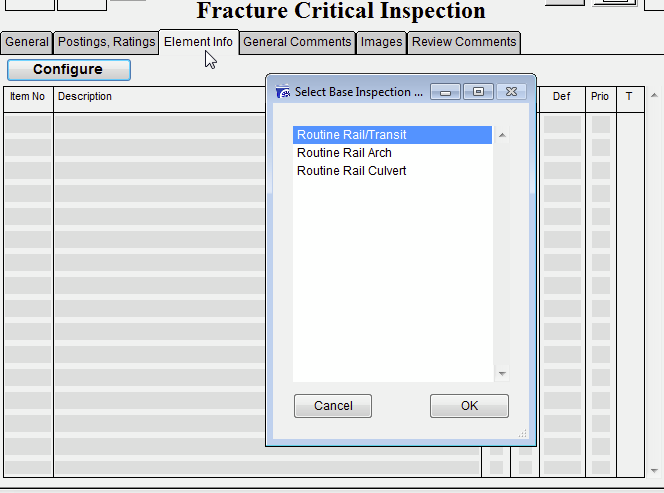 Fracture Critical Inspection
General Postings, Ratings Element Info General Comments Images Review Comments
Configure
Item No Description Def Prio T
Select Base Inspection ...
Routine Rail/Transit
Routine Rail Arch
Routine Rail Culvert
Cancel OK